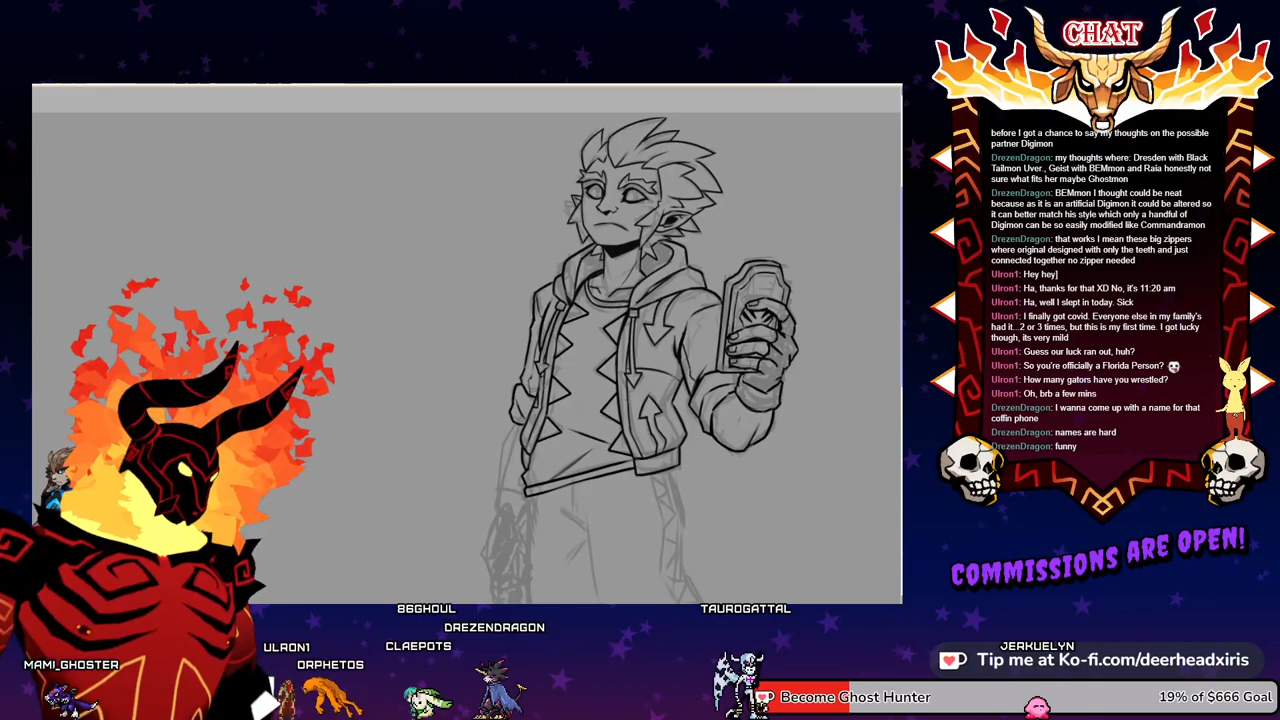 CHAT
before I got a chance to say my thoughts on the possible
partner Digimon
DrezenDragon: my thoughts where: Dresden with Black
Tailmon Uver., Geist with BEMmon and Raia honestly not
sure what fits her maybe Ghostmon
DrezenDragon: BEMmon I thought could be neat
because as it is an artificial Digimon it could be altered so
it can better match his style which only a handful of
Digimon can be so easily modified like Commandramon
DrezenDragon: that works I mean these big zippers
where original designed with only the teeth and just
connected together no zipper needed
Ulron1: Hey hey]
Ulron1: Ha, thanks for that XD No, it's 11:20 am
Ulron1: Ha, well I slept in today. Sick
Ulron1: I finally got covid. Everyone else in my family's
had it...2 or 3 times, but this is my first time. I got lucky
though, its very mild
Ulron1: Guess our luck ran out, huh?
Ulron1: So you're officially a Florida Person?
Ulron1: How many gators have you wrestled?
Ulron1: Oh, brb a few mins
DrezenDragon: I wanna come up with a name for that
coffin phone
DrezenDragon: names are hard
DrezenDragon: funny
COMMISSIONS ARE OPEN!
86GHOUL
TAUROGATTAL
DREZENDRAGON
ULRON1
CLAEPOTS
JERKUELYN
MAMI_GHOSTER
ORPHETOS
Tip me at Ko-fi.com/deerheadxiris
Become Ghost Hunter
19% of $666 Goal